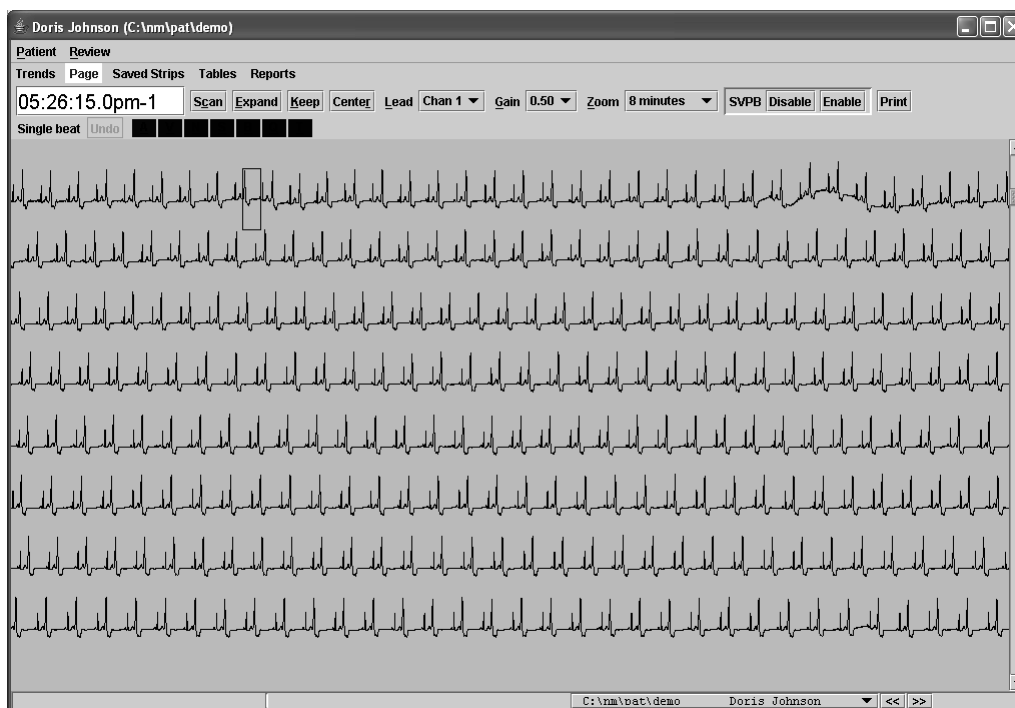 Doris Johnson (C:\nm\pat\demo)
Patient Review
Trends Page Saved Strips Tables Reports
05:26:15.0pm-1 Scan Expand Keep Center Lead Chan 1 Gain 0.50 Zoom 8 minutes SVPB Disable Enable Print
Single beat Undo
C:\nm\pat\demo Doris Johnson << >>